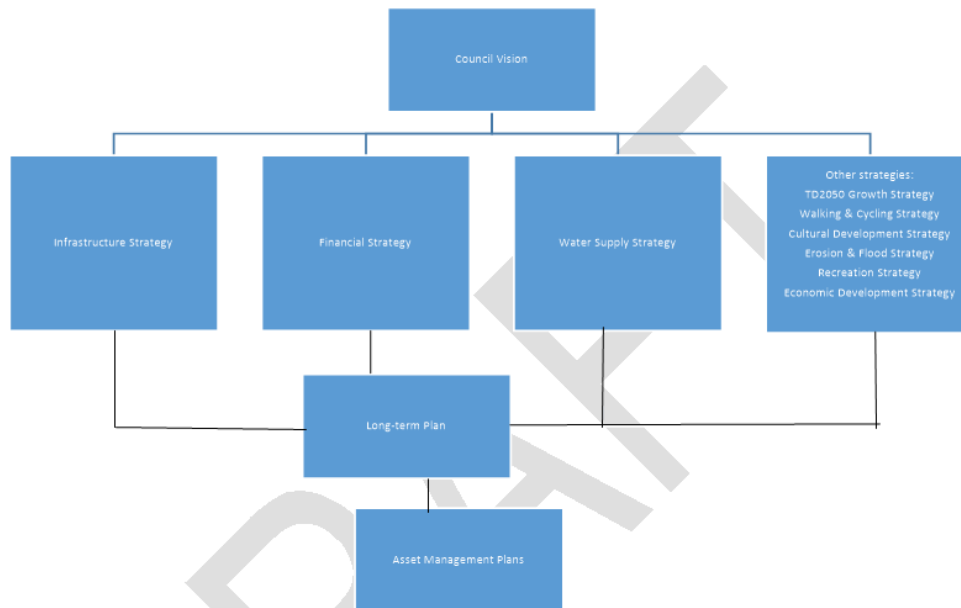 Council Vision
Infrastructure Strategy
Financial Strategy
Water Supply Strategy
Other strategies:
TD2050 Growth Strategy
Walking & Cycling Strategy
Cultural Development Strategy
Erosion & Flood Strategy
Recreation Strategy
Economic Development Strategy
Long-term Plan
Asset Management Plans
DRAFT